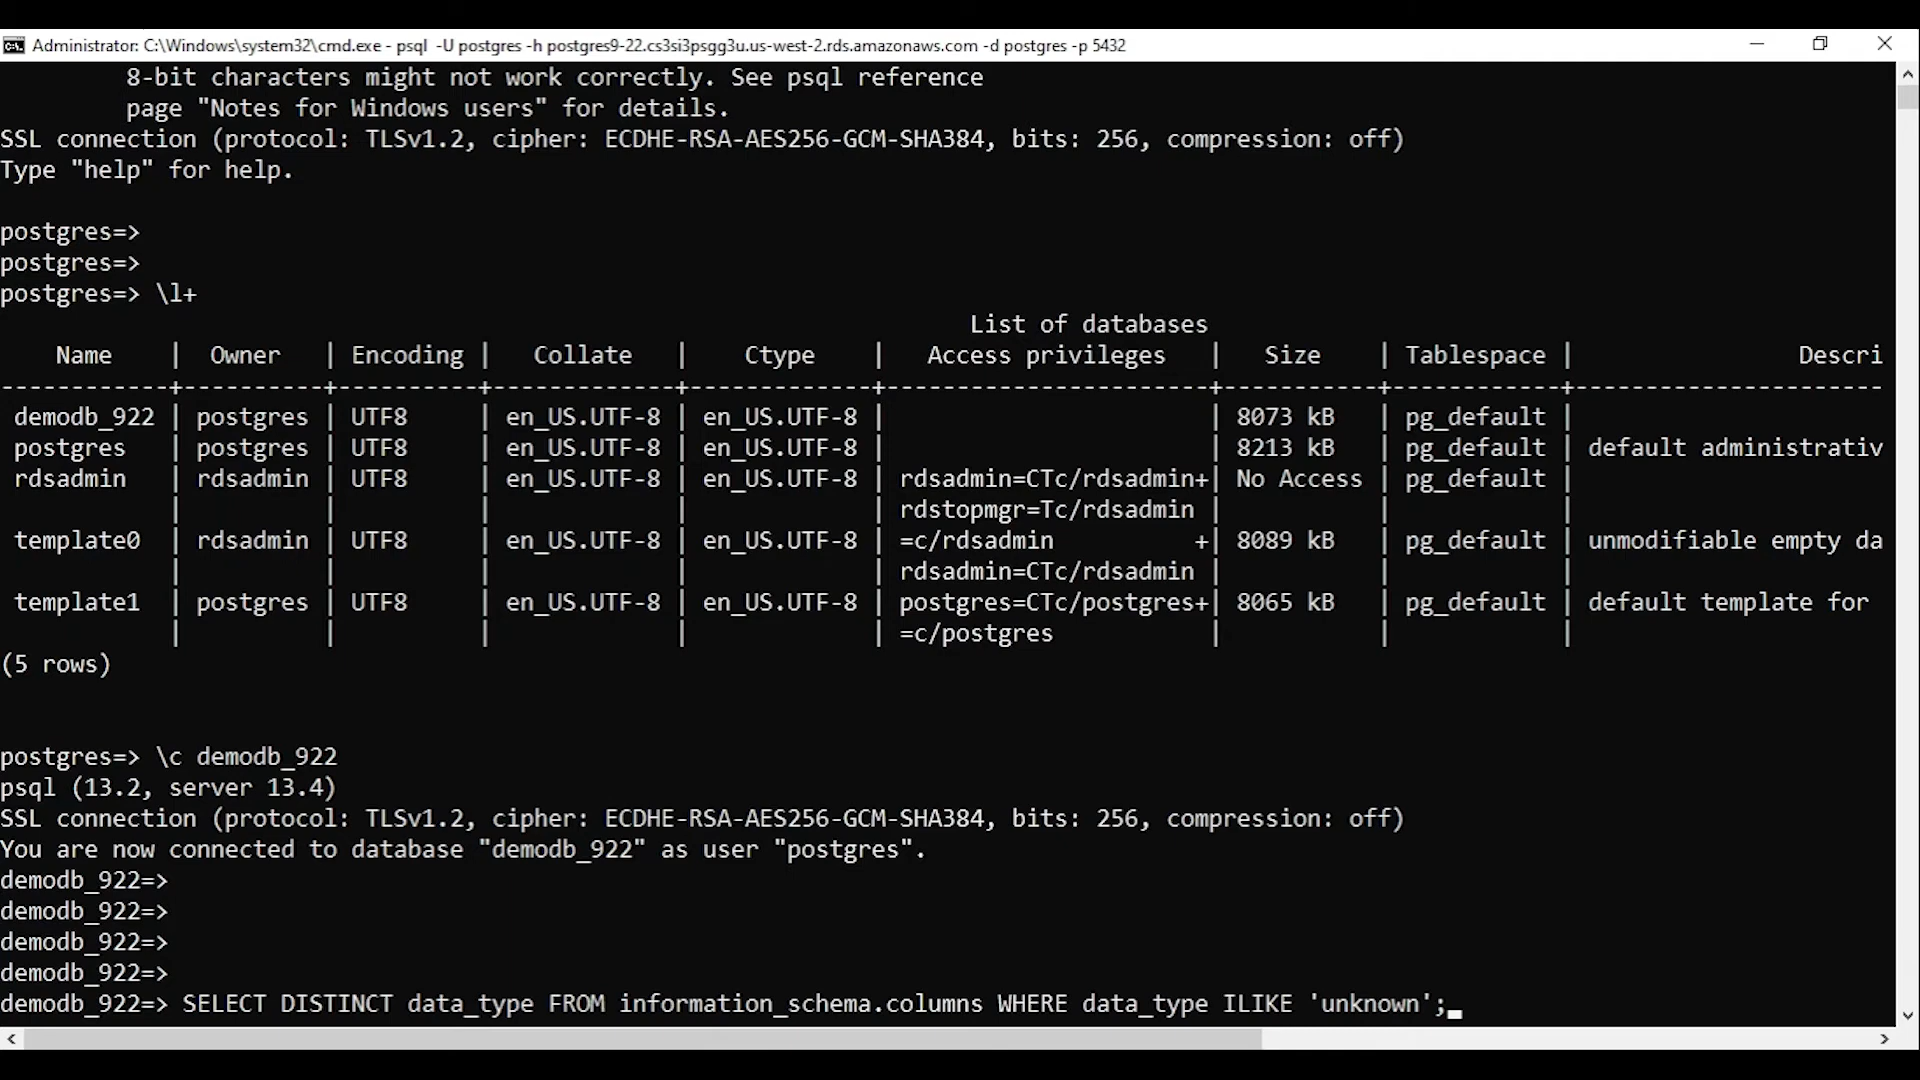 Administrator: C:\Windows\system32\cmd.exe - psql  -U postgres -h postgres9-22.cs3si3psgg3u.us-west-2.rds.amazonaws.com -d postgres -p 5432
         8-bit characters might not work correctly. See psql reference
         page "Notes for Windows users" for details.
SSL connection (protocol: TLSv1.2, cipher: ECDHE-RSA-AES256-GCM-SHA384, bits: 256, compression: off)
Type "help" for help.
postgres=>
postgres=>
postgres=> \l+
                                                                     List of databases
    Name    |  Owner   | Encoding |   Collate   |    Ctype    |   Access privileges   |   Size    | Tablespace |                Descri
------------+----------+----------+-------------+-------------+-----------------------+-----------+------------+----------------------
 demodb_922 | postgres | UTF8     | en_US.UTF-8 | en_US.UTF-8 |                       | 8073 kB   | pg_default |
 postgres   | postgres | UTF8     | en_US.UTF-8 | en_US.UTF-8 |                       | 8213 kB   | pg_default | default administrativ
 rdsadmin   | rdsadmin | UTF8     | en_US.UTF-8 | en_US.UTF-8 | rdsadmin=CTc/rdsadmin+| No Access | pg_default |
            |          |          |             |             | rdstopmgr=Tc/rdsadmin |           |            |
 template0  | rdsadmin | UTF8     | en_US.UTF-8 | en_US.UTF-8 | =c/rdsadmin          +| 8089 kB   | pg_default | unmodifiable empty da
            |          |          |             |             | rdsadmin=CTc/rdsadmin |           |            |
 template1  | postgres | UTF8     | en_US.UTF-8 | en_US.UTF-8 | postgres=CTc/postgres+| 8065 kB   | pg_default | default template for
            |          |          |             |             | =c/postgres           |           |            |
(5 rows)
postgres=> \c demodb_922
psql (13.2, server 13.4)
SSL connection (protocol: TLSv1.2, cipher: ECDHE-RSA-AES256-GCM-SHA384, bits: 256, compression: off)
You are now connected to database "demodb_922" as user "postgres".
demodb_922=>
demodb_922=>
demodb_922=>
demodb_922=>
demodb_922=> SELECT DISTINCT data_type FROM information_schema.columns WHERE data_type ILIKE 'unknown';